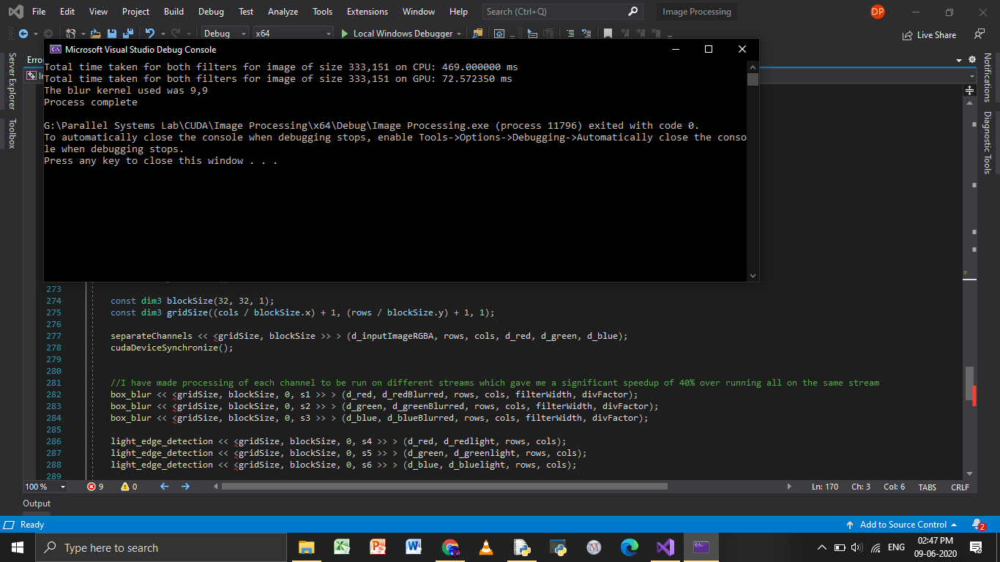 File Edit View Project Build Debug Test Analyze Tools Extensions Window Help Search (Ctrl+Q) Image Processing DP
Debug x64 Local Windows Debugger Live Share
Microsoft Visual Studio Debug Console
Server Explorer
Toolbox
Notifications
Diagnostic Tools
Total time taken for both filters for image of size 333,151 on CPU: 469.000000 ms
Total time taken for both filters for image of size 333,151 on GPU: 72.572350 ms
The blur kernel used was 9,9
Process complete
G:\Parallel Systems Lab\CUDA\Image Processing\x64\Debug\Image Processing.exe (process 11796) exited with code 0.
To automatically close the console when debugging stops, enable Tools->Options->Debugging->Automatically close the conso
le when debugging stops.
Press any key to close this window . . .
273
274 const dim3 blockSize(32, 32, 1);
275 const dim3 gridSize((cols / blockSize.x) + 1, (rows / blockSize.y) + 1, 1);
276
277 separateChannels << <gridSize, blockSize >> > (d_inputImageRGBA, rows, cols, d_red, d_green, d_blue);
278 cudaDeviceSynchronize();
279
280
281 //I have made processing of each channel to be run on different streams which gave me a significant speedup of 40% over running all on the same stream
282 box_blur << <gridSize, blockSize, 0, s1 >> > (d_red, d_redBlurred, rows, cols, filterWidth, divFactor);
283 box_blur << <gridSize, blockSize, 0, s2 >> > (d_green, d_greenBlurred, rows, cols, filterWidth, divFactor);
284 box_blur << <gridSize, blockSize, 0, s3 >> > (d_blue, d_blueBlurred, rows, cols, filterWidth, divFactor);
285
286 light_edge_detection << <gridSize, blockSize, 0, s4 >> > (d_red, d_redlight, rows, cols);
287 light_edge_detection << <gridSize, blockSize, 0, s5 >> > (d_green, d_greenlight, rows, cols);
288 light_edge_detection << <gridSize, blockSize, 0, s6 >> > (d_blue, d_bluelight, rows, cols);
289
100 % 9 0 Ln: 170 Ch: 3 Col: 6 TABS CRLF
Output
Ready Add to Source Control 2
Type here to search ENG 02:47 PM
09-06-2020